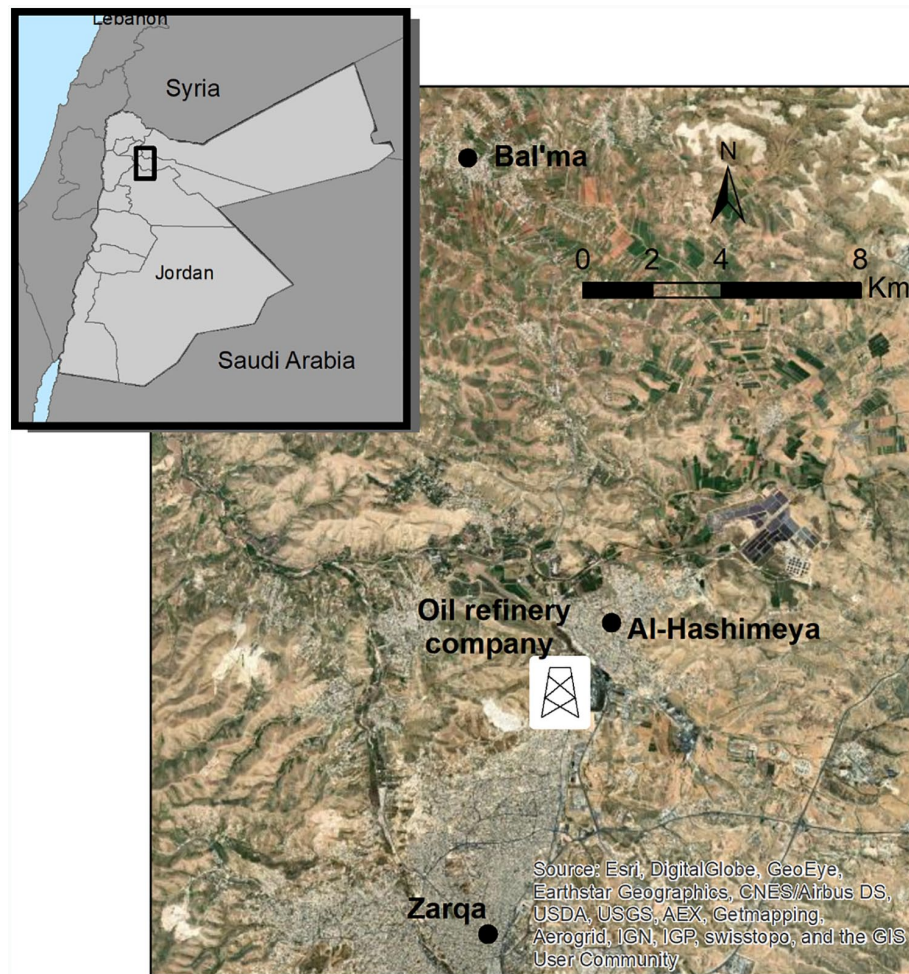 Lebanon
Syria
Jordan
Saudi Arabia
Bal'ma
N
0 2 4 8
Km
Oil refinery
company
Al-Hashimeya
Zarqa
Source: Esri, DigitalGlobe, GeoEye,
Earthstar Geographics, CNES/Airbus DS,
USDA, USGS, AEX, Getmapping,
Aerogrid, IGN, IGP, swisstopo, and the GIS
User Community